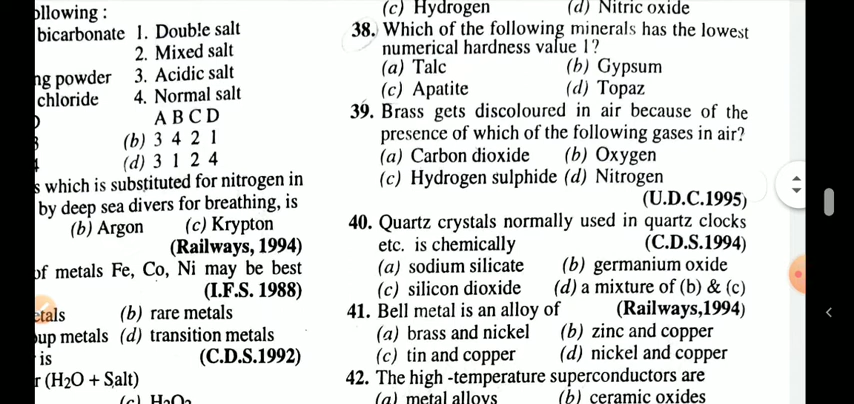 ollowing :
bicarbonate 1. Double salt
2. Mixed salt
ng powder 3. Acidic salt
chloride 4. Normal salt
A B C D
(b) 3 4 2 1
(d) 3 1 2 4
s which is substituted for nitrogen in
by deep sea divers for breathing, is
(b) Argon (c) Krypton
(Railways, 1994)
of metals Fe, Co, Ni may be best
(I.F.S. 1988)
etals (b) rare metals
oup metals (d) transition metals
is (C.D.S.1992)
r (H2O + Salt)
(c) H2O2
(c) Hydrogen (d) Nitric oxide
38. Which of the following minerals has the lowest
numerical hardness value 1?
(a) Talc (b) Gypsum
(c) Apatite (d) Topaz
39. Brass gets discoloured in air because of the
presence of which of the following gases in air?
(a) Carbon dioxide (b) Oxygen
(c) Hydrogen sulphide (d) Nitrogen
(U.D.C.1995)
40. Quartz crystals normally used in quartz clocks
etc. is chemically (C.D.S.1994)
(a) sodium silicate (b) germanium oxide
(c) silicon dioxide (d) a mixture of (b) & (c)
41. Bell metal is an alloy of (Railways,1994)
(a) brass and nickel (b) zinc and copper
(c) tin and copper (d) nickel and copper
42. The high -temperature superconductors are
(a) metal alloys (b) ceramic oxides